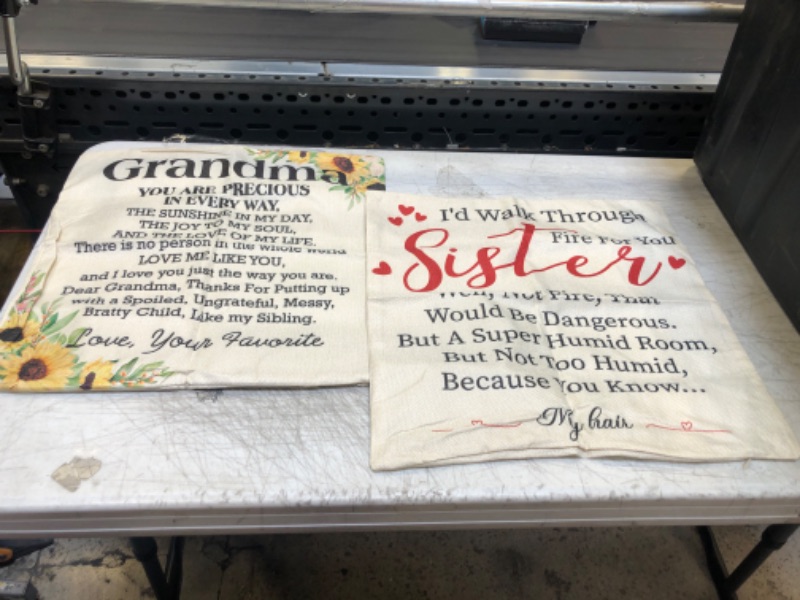 Grandma
YOU ARE PRECIOUS
IN EVERY WAY,
THE SUNSHINE IN MY DAY,
THE JOY TO MY SOUL,
AND THE LOVE OF MY LIFE.
There is no person in the whole world
LOVE ME LIKE YOU,
and I love you just the way you are.
Dear Grandma, Thanks For Putting up
with a Spoiled, Ungrateful, Messy,
Bratty Child, Like my Sibling.
Love, Your Favorite
I'd Walk Through
Fire For You
Sister
Well, Not Fire, That
Would Be Dangerous.
But A Super Humid Room,
But Not Too Humid,
Because You Know...
My hair